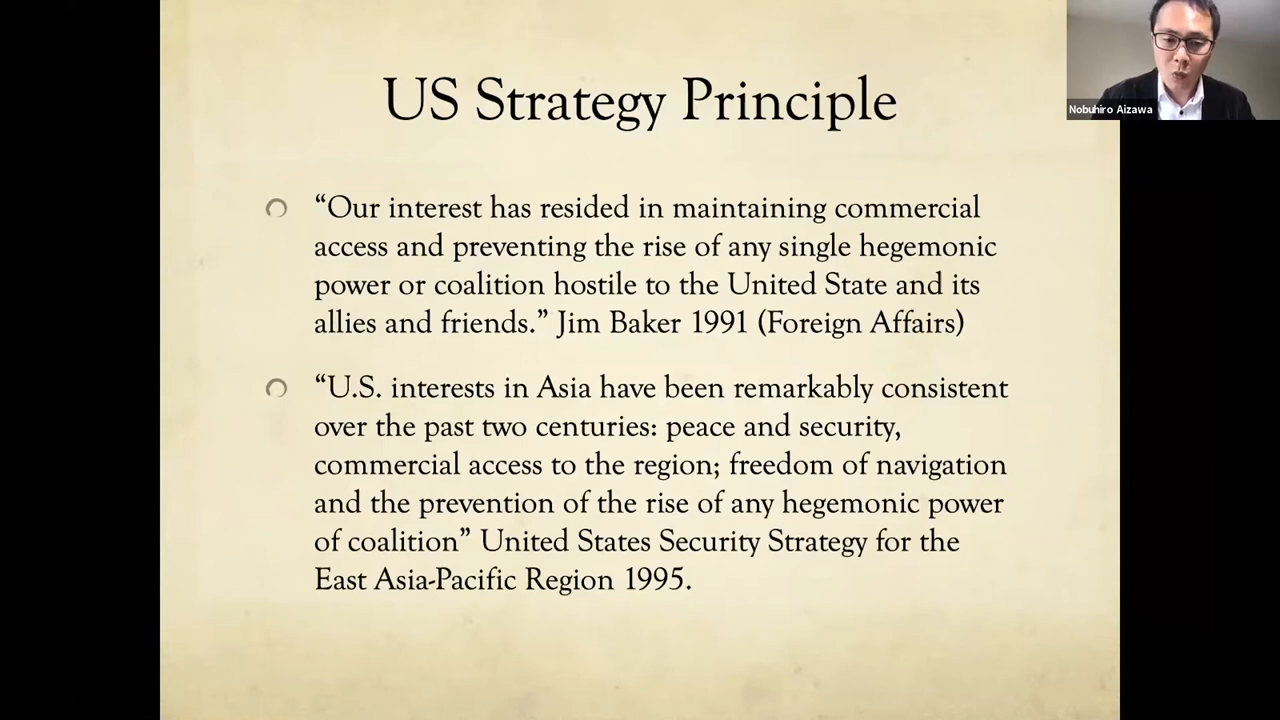 US Strategy Principle
Nobuhiro Aizawa
“Our interest has resided in maintaining commercial
access and preventing the rise of any single hegemonic
power or coalition hostile to the United State and its
allies and friends.” Jim Baker 1991 (Foreign Affairs)
“U.S. interests in Asia have been remarkably consistent
over the past two centuries: peace and security,
commercial access to the region; freedom of navigation
and the prevention of the rise of any hegemonic power
of coalition” United States Security Strategy for the
East Asia-Pacific Region 1995.